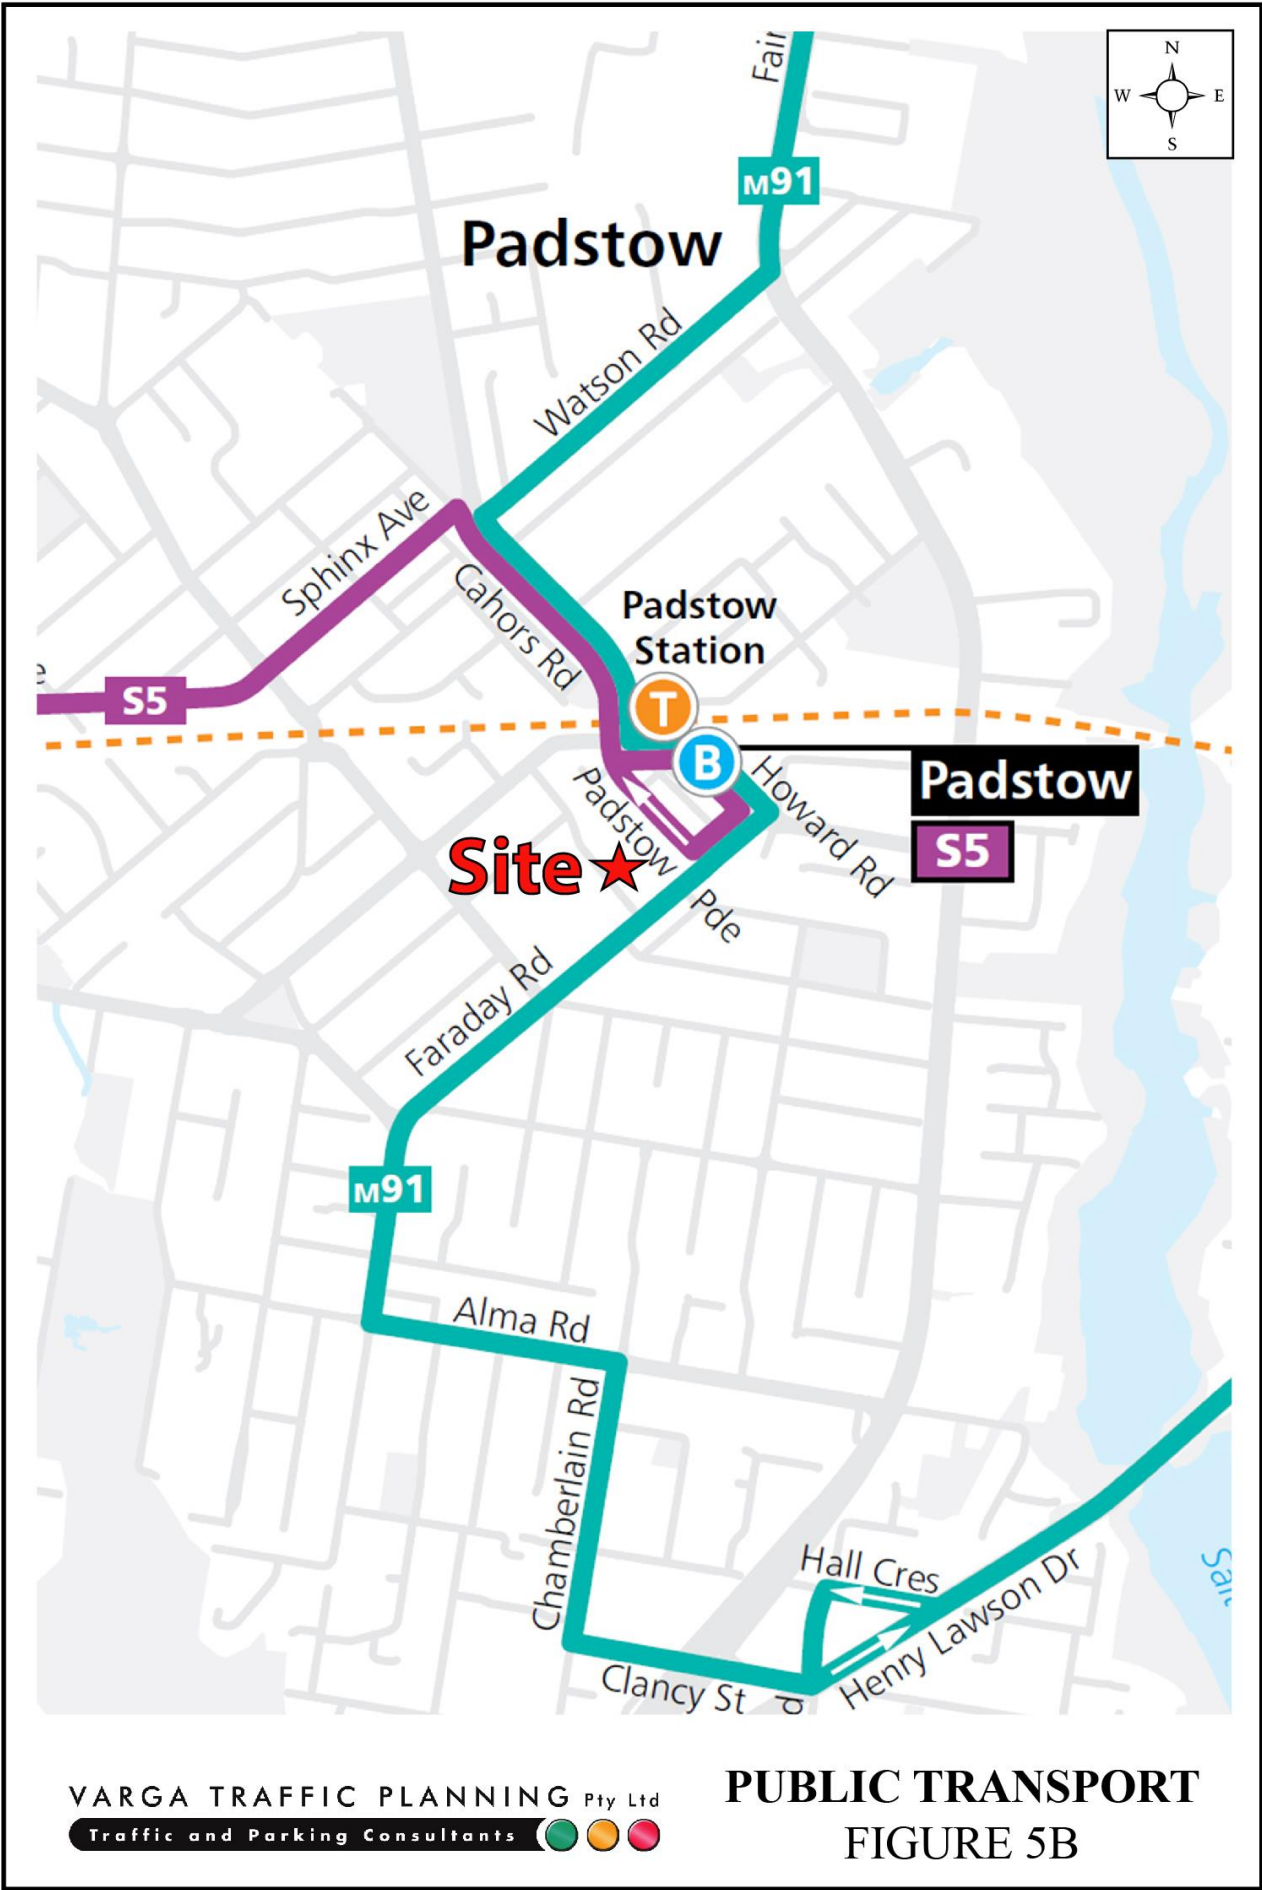 N
W E
S
Fair
M91
Padstow
Watson Rd
Sphinx Ave
Cahors Rd
Padstow
Station
e
S5
T
B
Howard Rd
Padstow
S5
Padstow Pde
Site
Faraday Rd
M91
Alma Rd
Chamberlain Rd
Hall Cres
Henry Lawson Dr
Clancy St
d
VARGA TRAFFIC PLANNING Pty Ltd
Traffic and Parking Consultants
PUBLIC TRANSPORT
FIGURE 5B